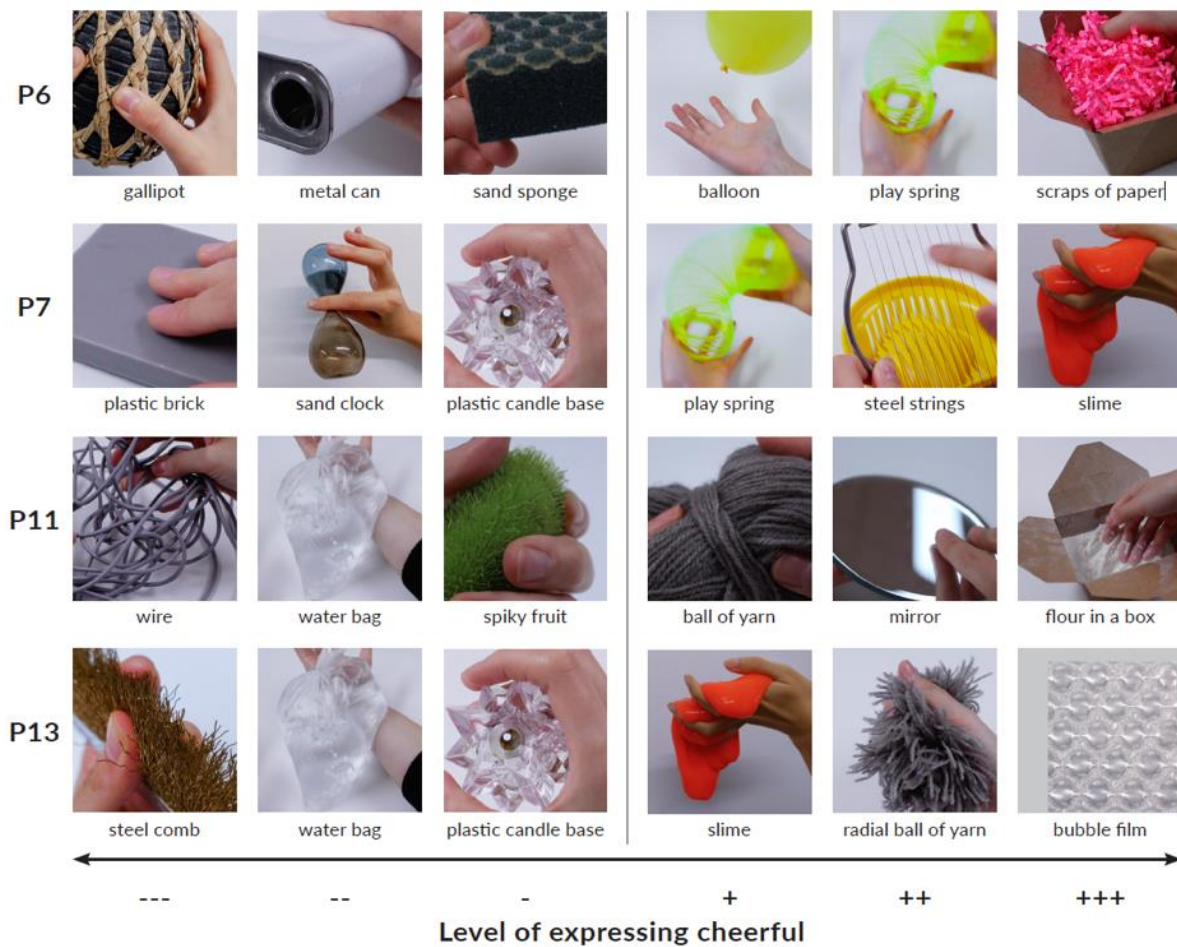 P6
gallipot metal can sand sponge balloon play spring scraps of paper
P7
plastic brick sand clock plastic candle base play spring steel strings slime
P11
wire water bag spiky fruit ball of yarn mirror flour in a box
P13
steel comb water bag plastic candle base slime radial ball of yarn bubble film
--- -- - + ++ +++
Level of expressing cheerful